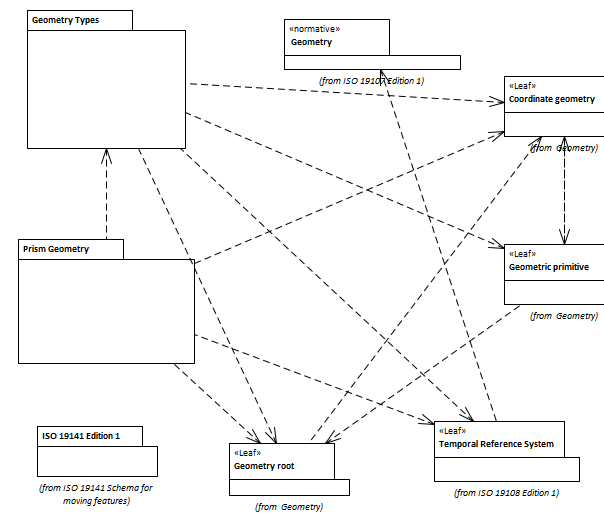 Geometry Types
«normative»
Geometry
(from ISO 19107 Edition 1)
«Leaf»
Coordinate geometry
(from Geometry)
Prism Geometry
«Leaf»
Geometric primitive
(from Geometry)
ISO 19141 Edition 1
(from ISO 19141 Schema for
moving features)
«Leaf»
Geometry root
(from Geometry)
«Leaf»
Temporal Reference System
(from ISO 19108 Edition 1)